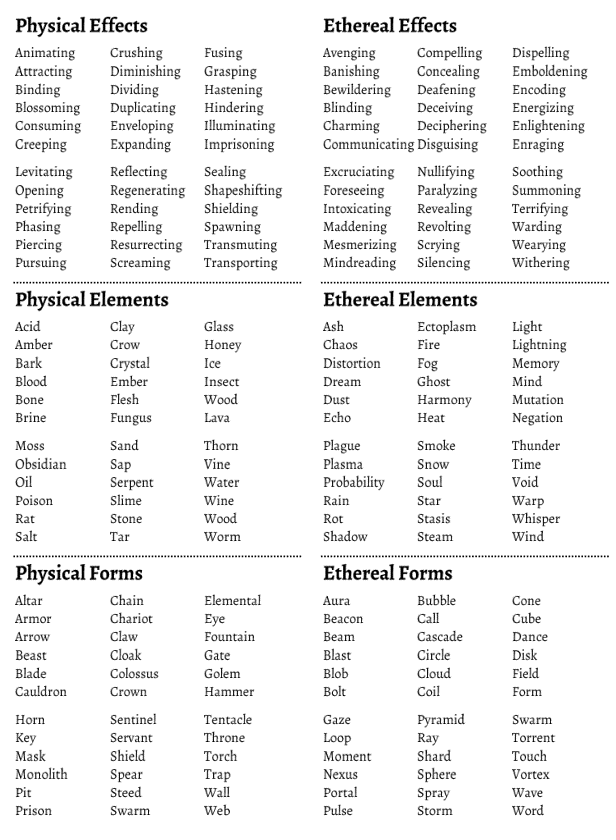 Physical Effects
Animating Crushing Fusing
Attracting Diminishing Grasping
Binding Dividing Hastening
Blossoming Duplicating Hindering
Consuming Enveloping Illuminating
Creeping Expanding Imprisoning
Levitating Reflecting Sealing
Opening Regenerating Shapeshifting
Petrifying Rending Shielding
Phasing Repelling Spawning
Piercing Resurrecting Transmuting
Pursuing Screaming Transporting
Ethereal Effects
Avenging Compelling Dispelling
Banishing Concealing Emboldening
Bewildering Deafening Encoding
Blinding Deceiving Energizing
Charming Deciphering Enlightening
Communicating Disguising Enraging
Excruciating Nullifying Soothing
Foreseeing Paralyzing Summoning
Intoxicating Revealing Terrifying
Maddening Revolting Warding
Mesmerizing Scrying Wearying
Mindreading Silencing Withering
Physical Elements
Acid Clay Glass
Amber Crow Honey
Bark Crystal Ice
Blood Ember Insect
Bone Flesh Wood
Brine Fungus Lava
Moss Sand Thorn
Obsidian Sap Vine
Oil Serpent Water
Poison Slime Wine
Rat Stone Wood
Salt Tar Worm
Ethereal Elements
Ash Ectoplasm Light
Chaos Fire Lightning
Distortion Fog Memory
Dream Ghost Mind
Dust Harmony Mutation
Echo Heat Negation
Plague Smoke Thunder
Plasma Snow Time
Probability Soul Void
Rain Star Warp
Rot Stasis Whisper
Shadow Steam Wind
Physical Forms
Altar Chain Elemental
Armor Chariot Eye
Arrow Claw Fountain
Beast Cloak Gate
Blade Colossus Golem
Cauldron Crown Hammer
Horn Sentinel Tentacle
Key Servant Throne
Mask Shield Torch
Monolith Spear Trap
Pit Steed Wall
Prison Swarm Web
Ethereal Forms
Aura Bubble Cone
Beacon Call Cube
Beam Cascade Dance
Blast Circle Disk
Blob Cloud Field
Bolt Coil Form
Gaze Pyramid Swarm
Loop Ray Torrent
Moment Shard Touch
Nexus Sphere Vortex
Portal Spray Wave
Pulse Storm Word